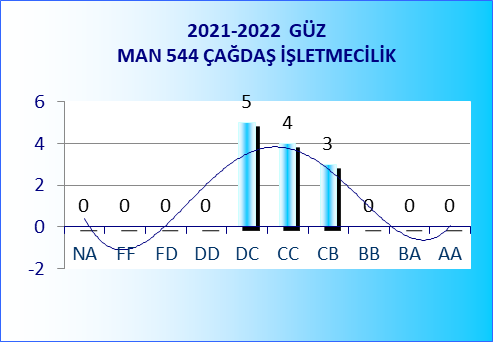 2021-2022 GÜZ
MAN 544 ÇAĞDAŞ İŞLETMECİLİK
6
4
2
0
-2
0 0 0 0 5 4 3 0 0 0
NA FF FD DD DC CC CB BB BA AA